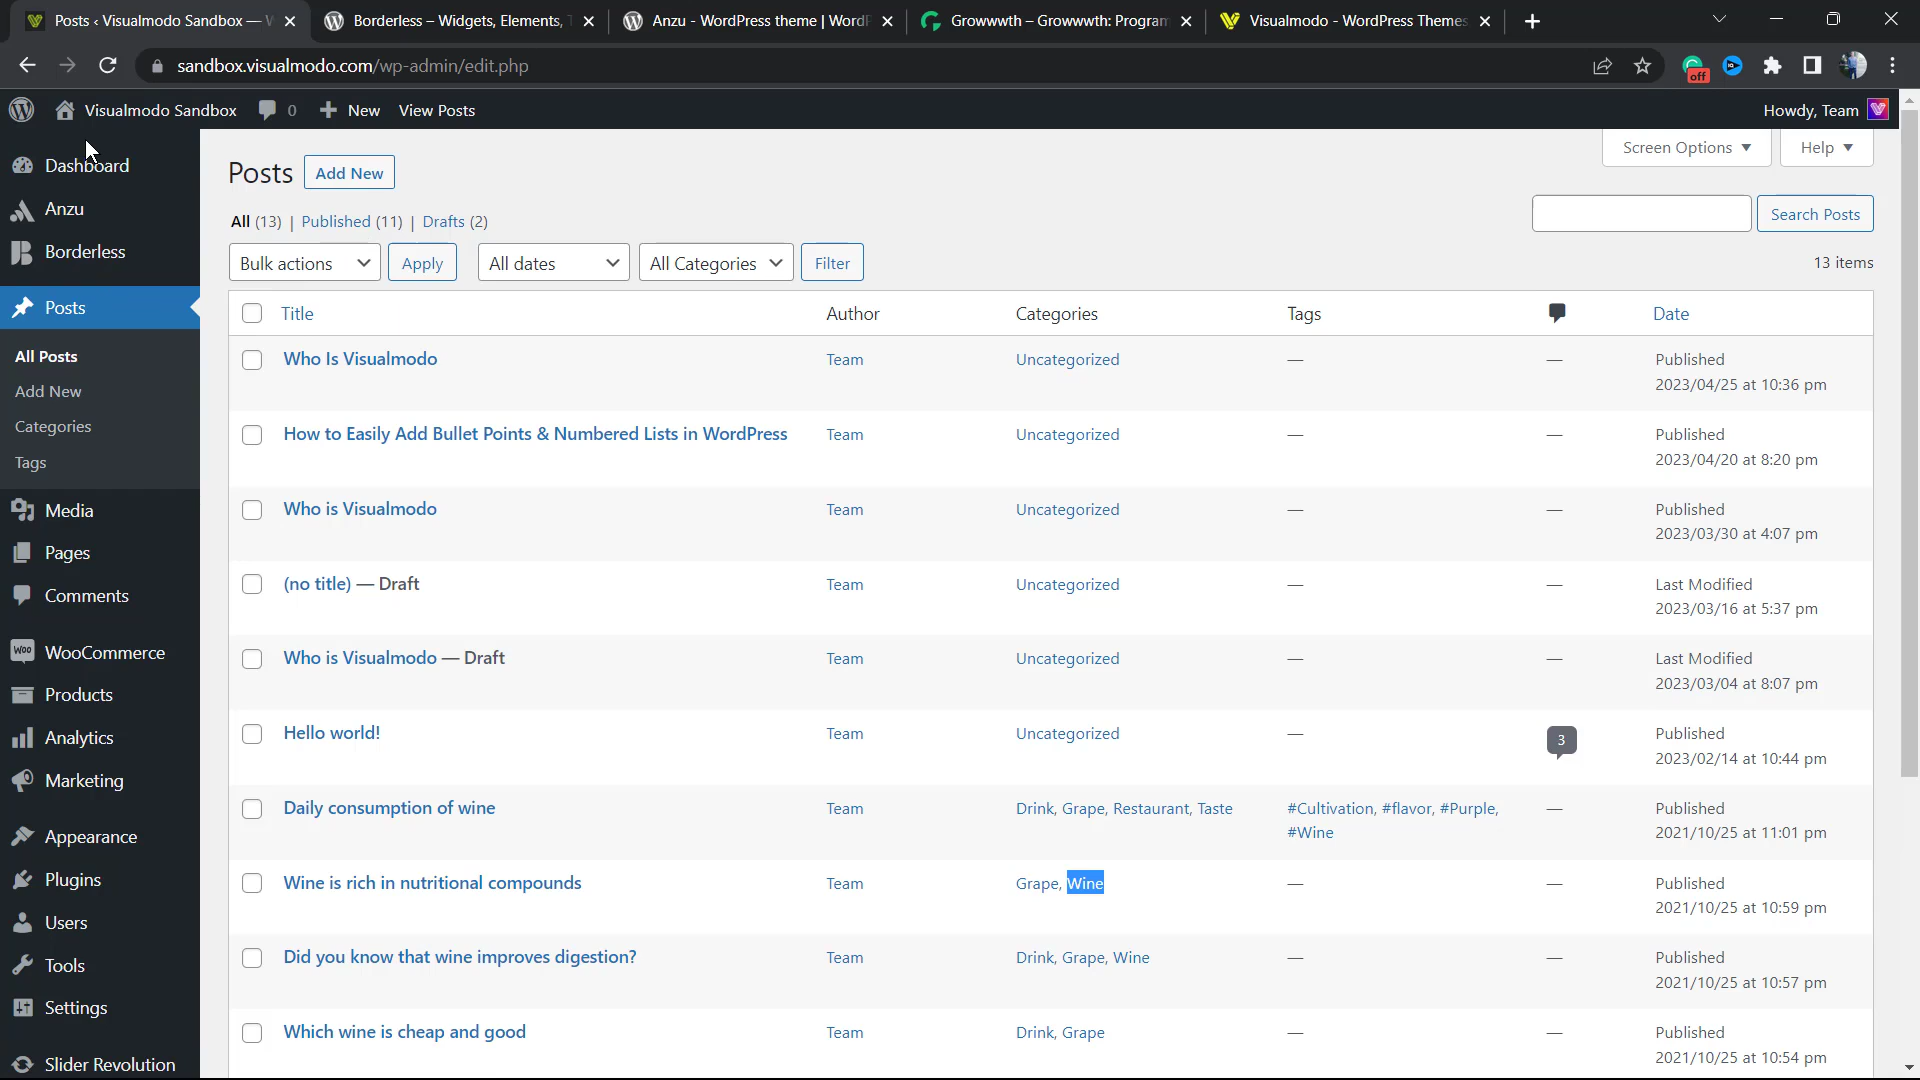 Posts ‹ Visualmodo Sandbox — W
Borderless – Widgets, Elements, T
Anzu - WordPress theme | WordP
Growwwth – Growwwth: Program
Visualmodo - WordPress Themes
sandbox.visualmodo.com/wp-admin/edit.php
off
Visualmodo Sandbox 0 New View Posts
Howdy, Team
Dashboard
Anzu
Borderless
Posts
All Posts
Add New
Categories
Tags
Media
Pages
Comments
Woo WooCommerce
Products
Analytics
Marketing
Appearance
Plugins
Users
Tools
Settings
Slider Revolution
Screen Options Help
Posts Add New
All (13) | Published (11) | Drafts (2)
Search Posts
Bulk actions Apply All dates All Categories Filter
13 items
Title Author Categories Tags Date
Who Is Visualmodo Team Uncategorized — — Published
2023/04/25 at 10:36 pm
How to Easily Add Bullet Points & Numbered Lists in WordPress Team Uncategorized — — Published
2023/04/20 at 8:20 pm
Who is Visualmodo Team Uncategorized — — Published
2023/03/30 at 4:07 pm
(no title) — Draft Team Uncategorized — — Last Modified
2023/03/16 at 5:37 pm
Who is Visualmodo — Draft Team Uncategorized — — Last Modified
2023/03/04 at 8:07 pm
Hello world! Team Uncategorized — 3 Published
2023/02/14 at 10:44 pm
Daily consumption of wine Team Drink, Grape, Restaurant, Taste #Cultivation, #flavor, #Purple, — Published
#Wine 2021/10/25 at 11:01 pm
Wine is rich in nutritional compounds Team Grape, Wine — — Published
2021/10/25 at 10:59 pm
Did you know that wine improves digestion? Team Drink, Grape, Wine — — Published
2021/10/25 at 10:57 pm
Which wine is cheap and good Team Drink, Grape — — Published
2021/10/25 at 10:54 pm